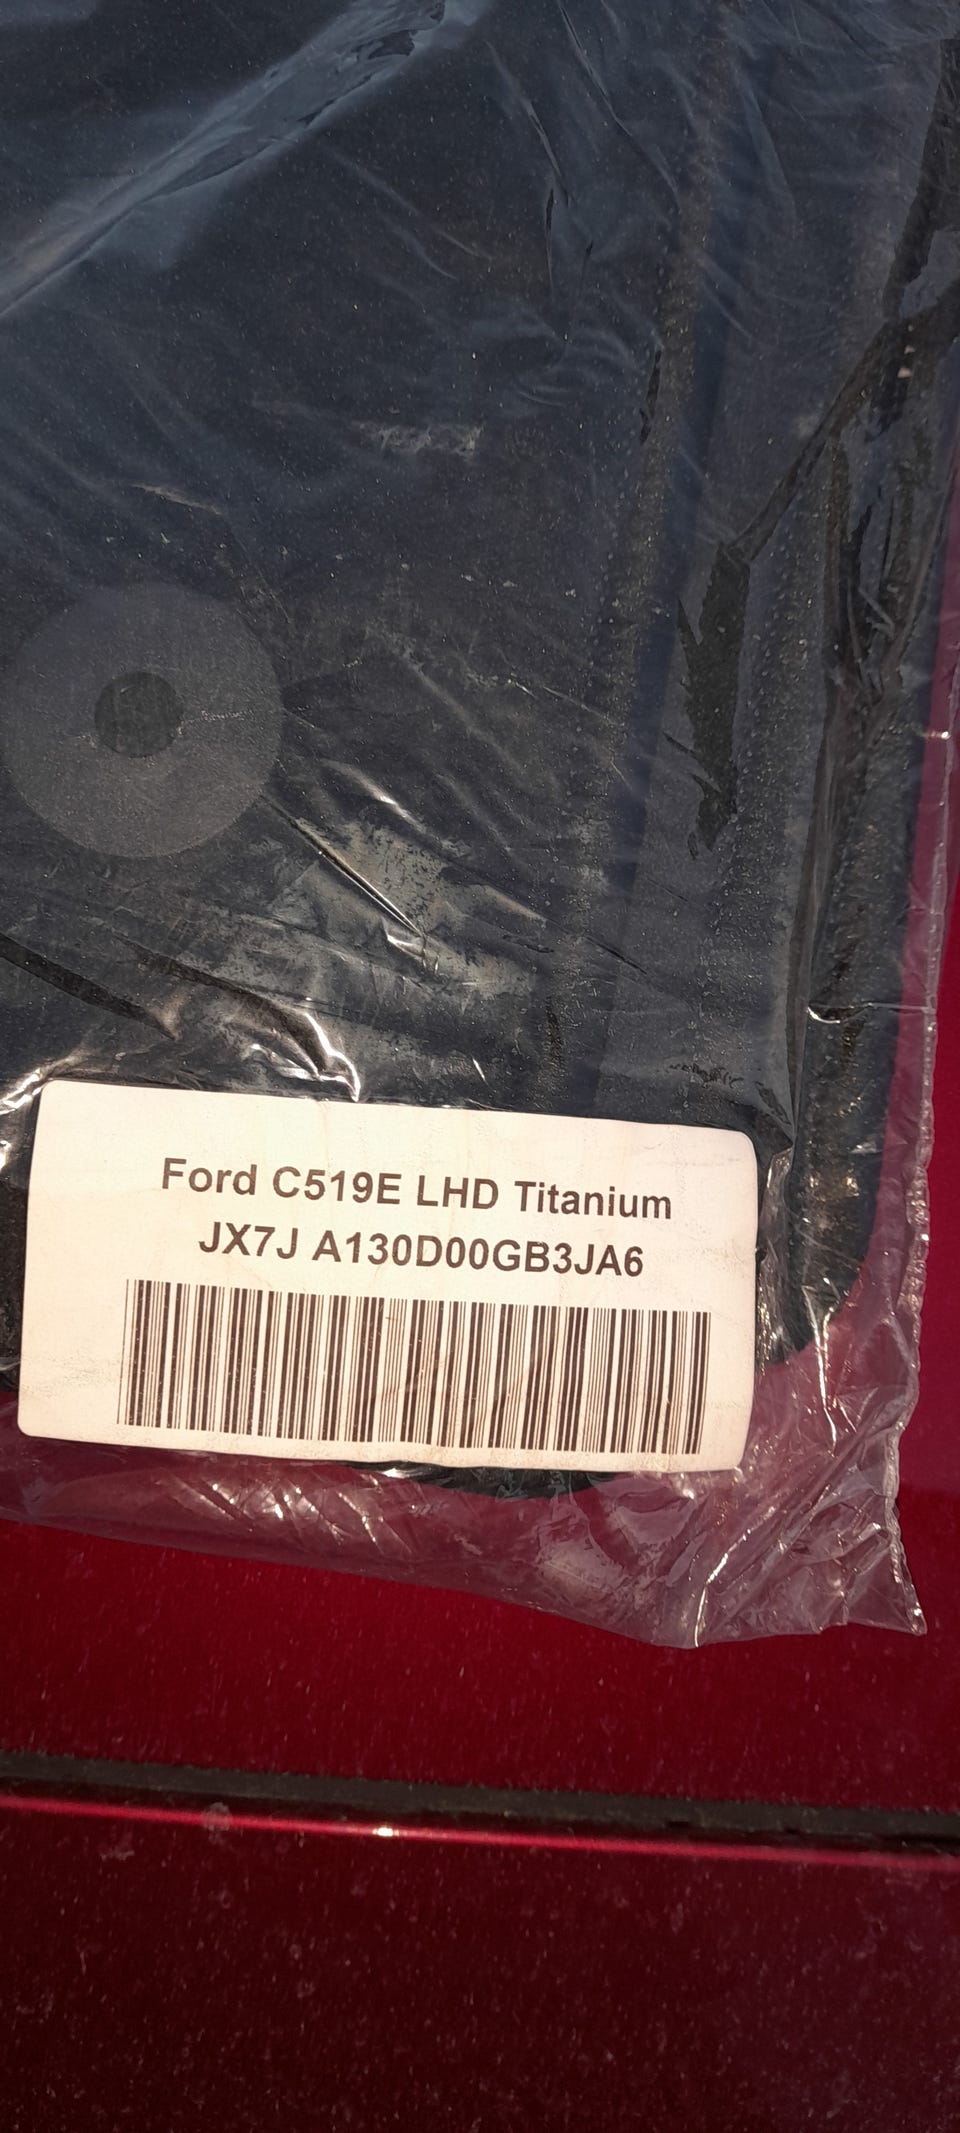 Ford C519E LHD Titanium
JX7J A130D00GB3JA6